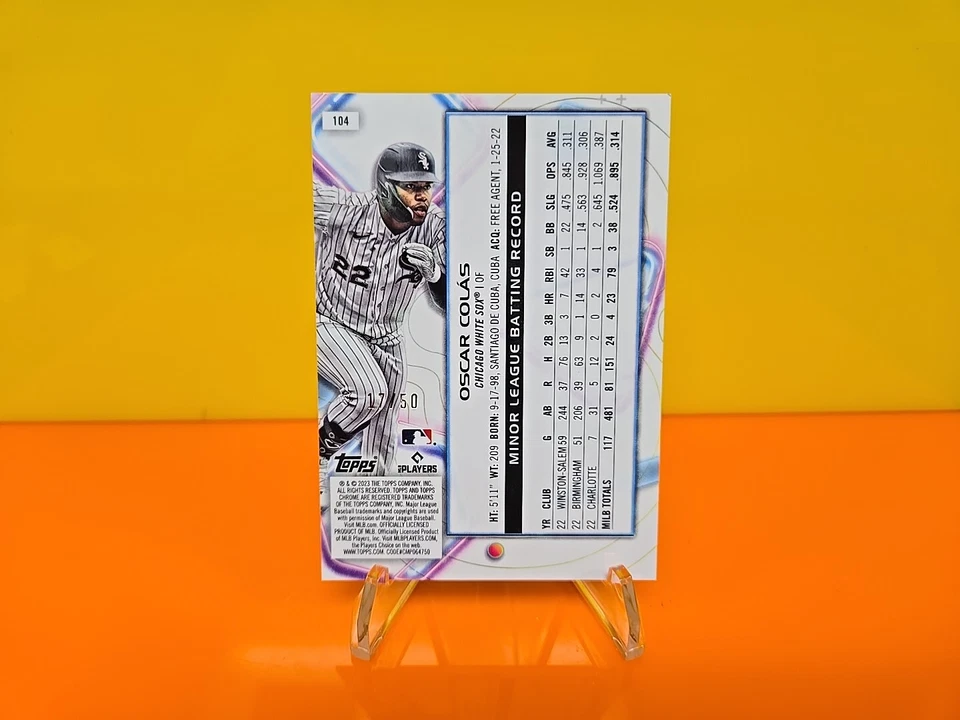 104
22
17/50
Topps
MLB PLAYERS
® & © 2023 THE TOPPS COMPANY, INC.
ALL RIGHTS RESERVED. TOPPS AND TOPPS
CHROME ARE REGISTERED TRADEMARKS
OF THE TOPPS COMPANY, INC. Major League
Baseball trademarks and copyrights are used
with permission of Major League Baseball.
Visit MLB.com. OFFICIALLY LICENSED
PRODUCT OF MLB. Officially Licensed Product
of MLB Players, Inc. Visit MLBPLAYERS.COM,
the Players Choice on the web.
WWW.TOPPS.COM. CODE#CMP064750
OSCAR COLÁS
CHICAGO WHITE SOX® | OF
HT: 5'11" WT: 209 BORN: 9-17-98, SANTIAGO DE CUBA, CUBA ACQ: FREE AGENT, 1-25-22
MINOR LEAGUE BATTING RECORD
YR CLUB G AB R H 2B 3B HR RBI SB BB SLG OPS AVG
22 WINSTON-SALEM 59 244 37 76 13 3 7 42 1 22 .475 .845 .311
22 BIRMINGHAM 51 206 39 63 9 1 14 33 1 14 .563 .928 .306
22 CHARLOTTE 7 31 5 12 2 0 2 4 1 2 .645 1.069 .387
MILB TOTALS 117 481 81 151 24 4 23 79 3 38 .524 .895 .314